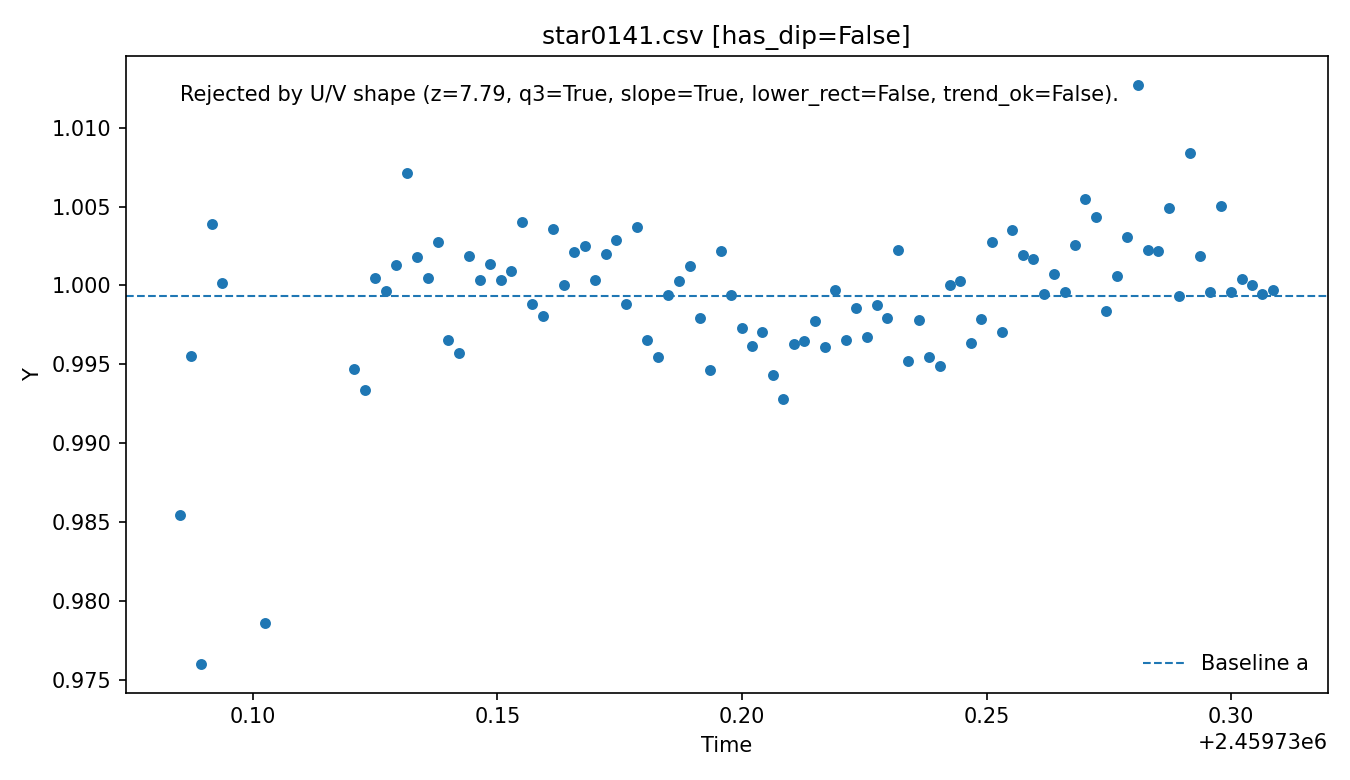 star0141.csv [has_dip=False]
Rejected by U/V shape (z=7.79, q3=True, slope=True, lower_rect=False, trend_ok=False).
1.010
1.005
1.000
0.995
0.990
0.985
0.980
0.975
Y
Baseline a
0.10 0.15 0.20 0.25 0.30
+2.45973e6
Time